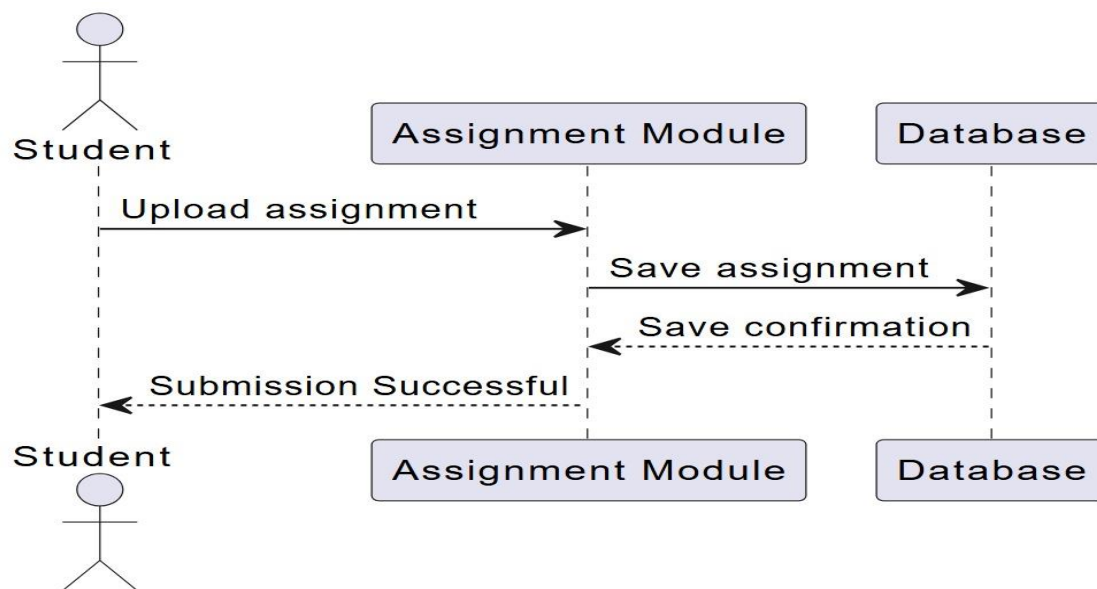 Student
Assignment Module
Database
Upload assignment
Save assignment
Save confirmation
Submission Successful
Student
Assignment Module
Database